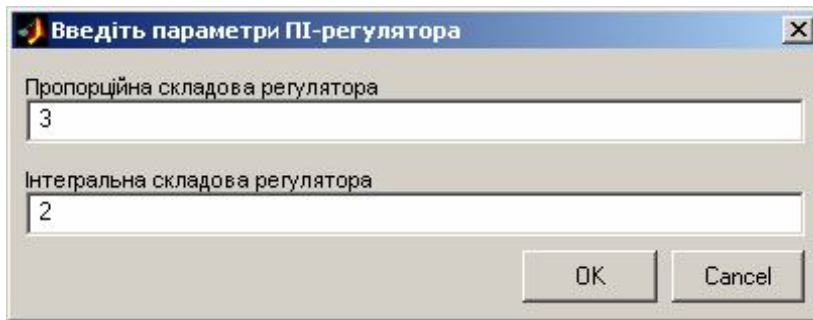 Введіть параметри ПІ-регулятора
Пропорційна складова регулятора
3
Інтегральна складова регулятора
2
OK Cancel